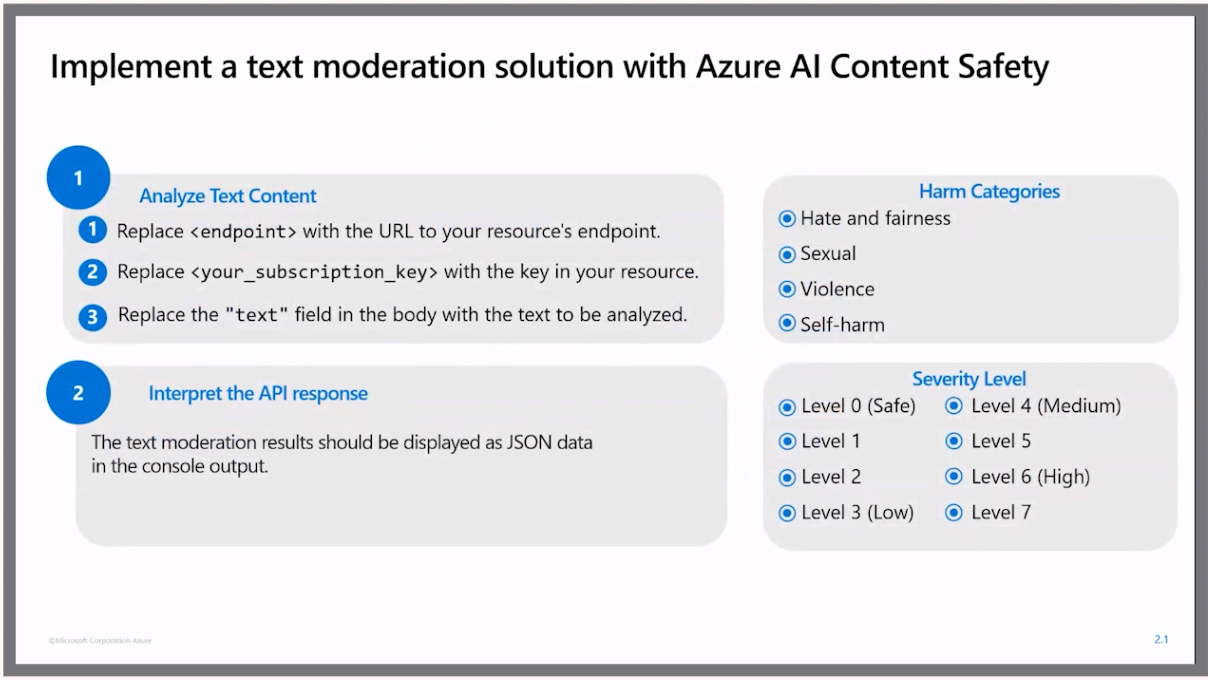 Implement a text moderation solution with Azure AI Content Safety
1
Analyze Text Content
1 Replace <endpoint> with the URL to your resource's endpoint.
2 Replace <your_subscription_key> with the key in your resource.
3 Replace the "text" field in the body with the text to be analyzed.
2
Interpret the API response
The text moderation results should be displayed as JSON data
in the console output.
Harm Categories
Hate and fairness
Sexual
Violence
Self-harm
Severity Level
Level 0 (Safe)
Level 1
Level 2
Level 3 (Low)
Level 4 (Medium)
Level 5
Level 6 (High)
Level 7
©Microsoft Corporation Azure
2.1